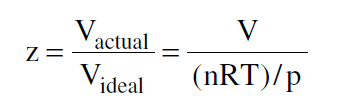 z = V_actual / V_ideal = V / (nRT)/p